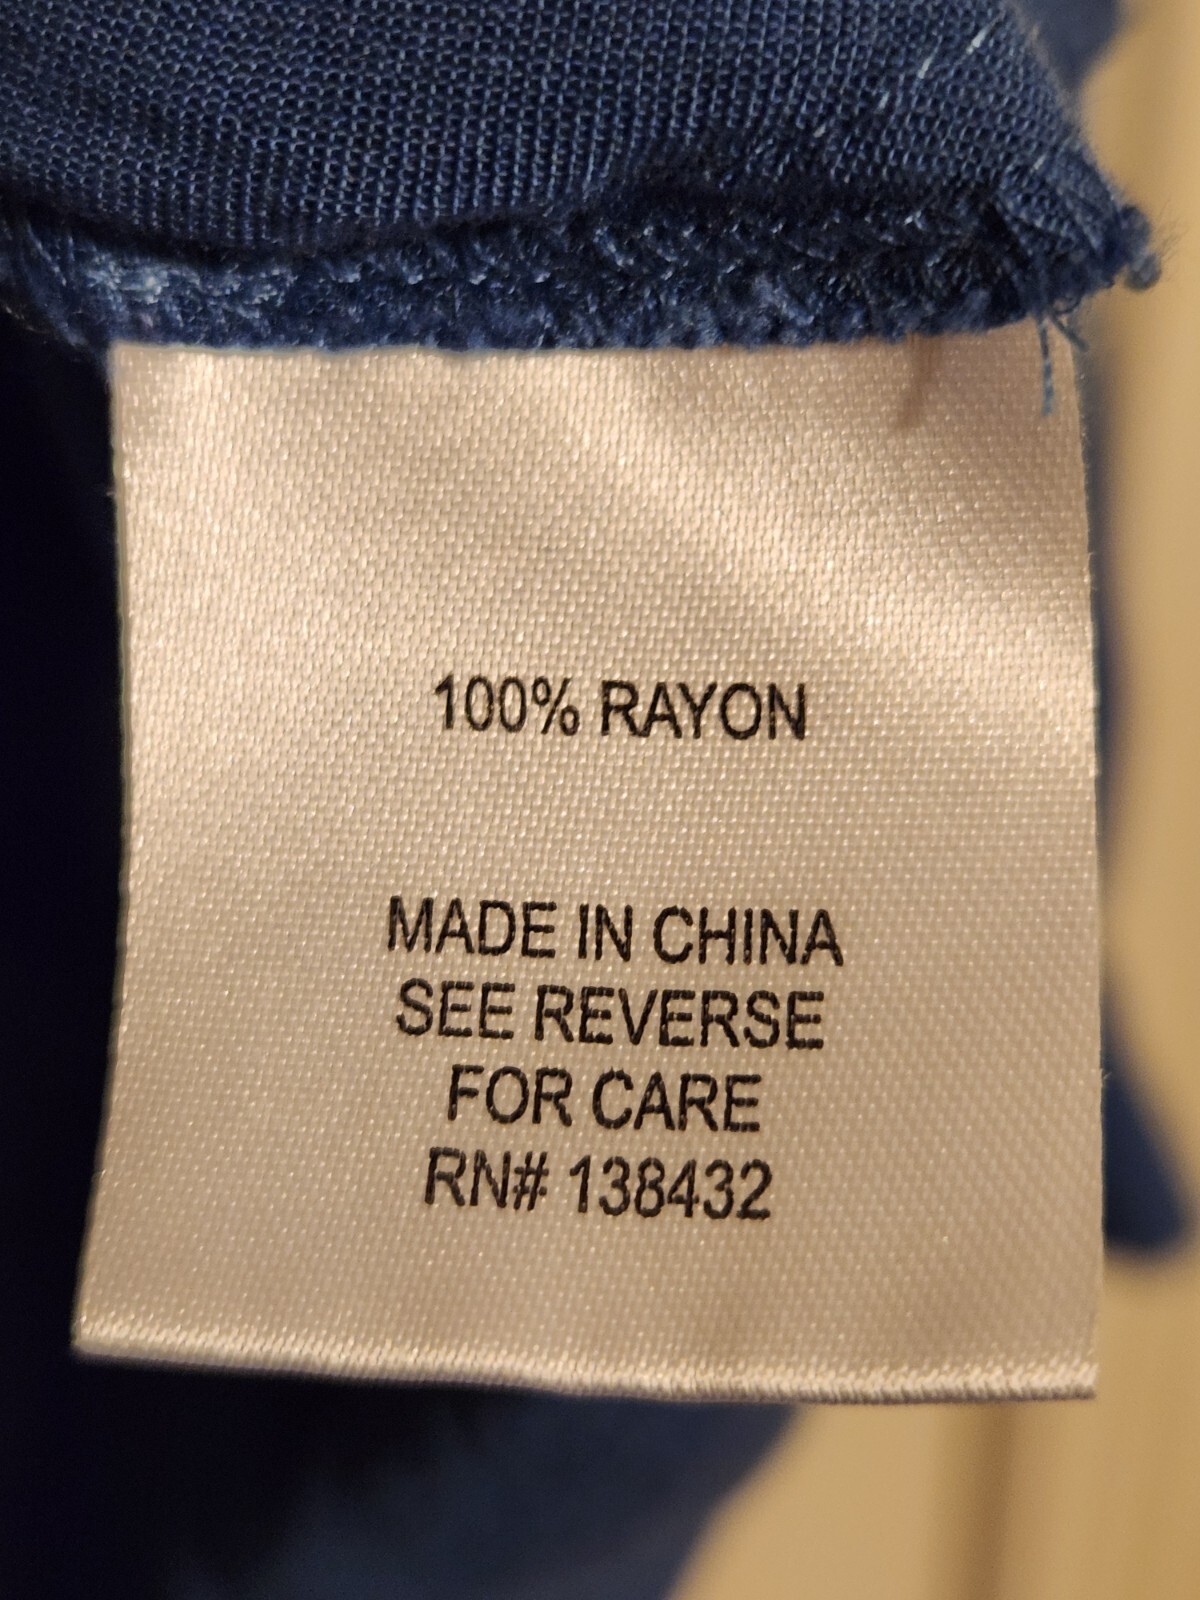 100% RAYON
MADE IN CHINA
SEE REVERSE
FOR CARE
RN# 138432